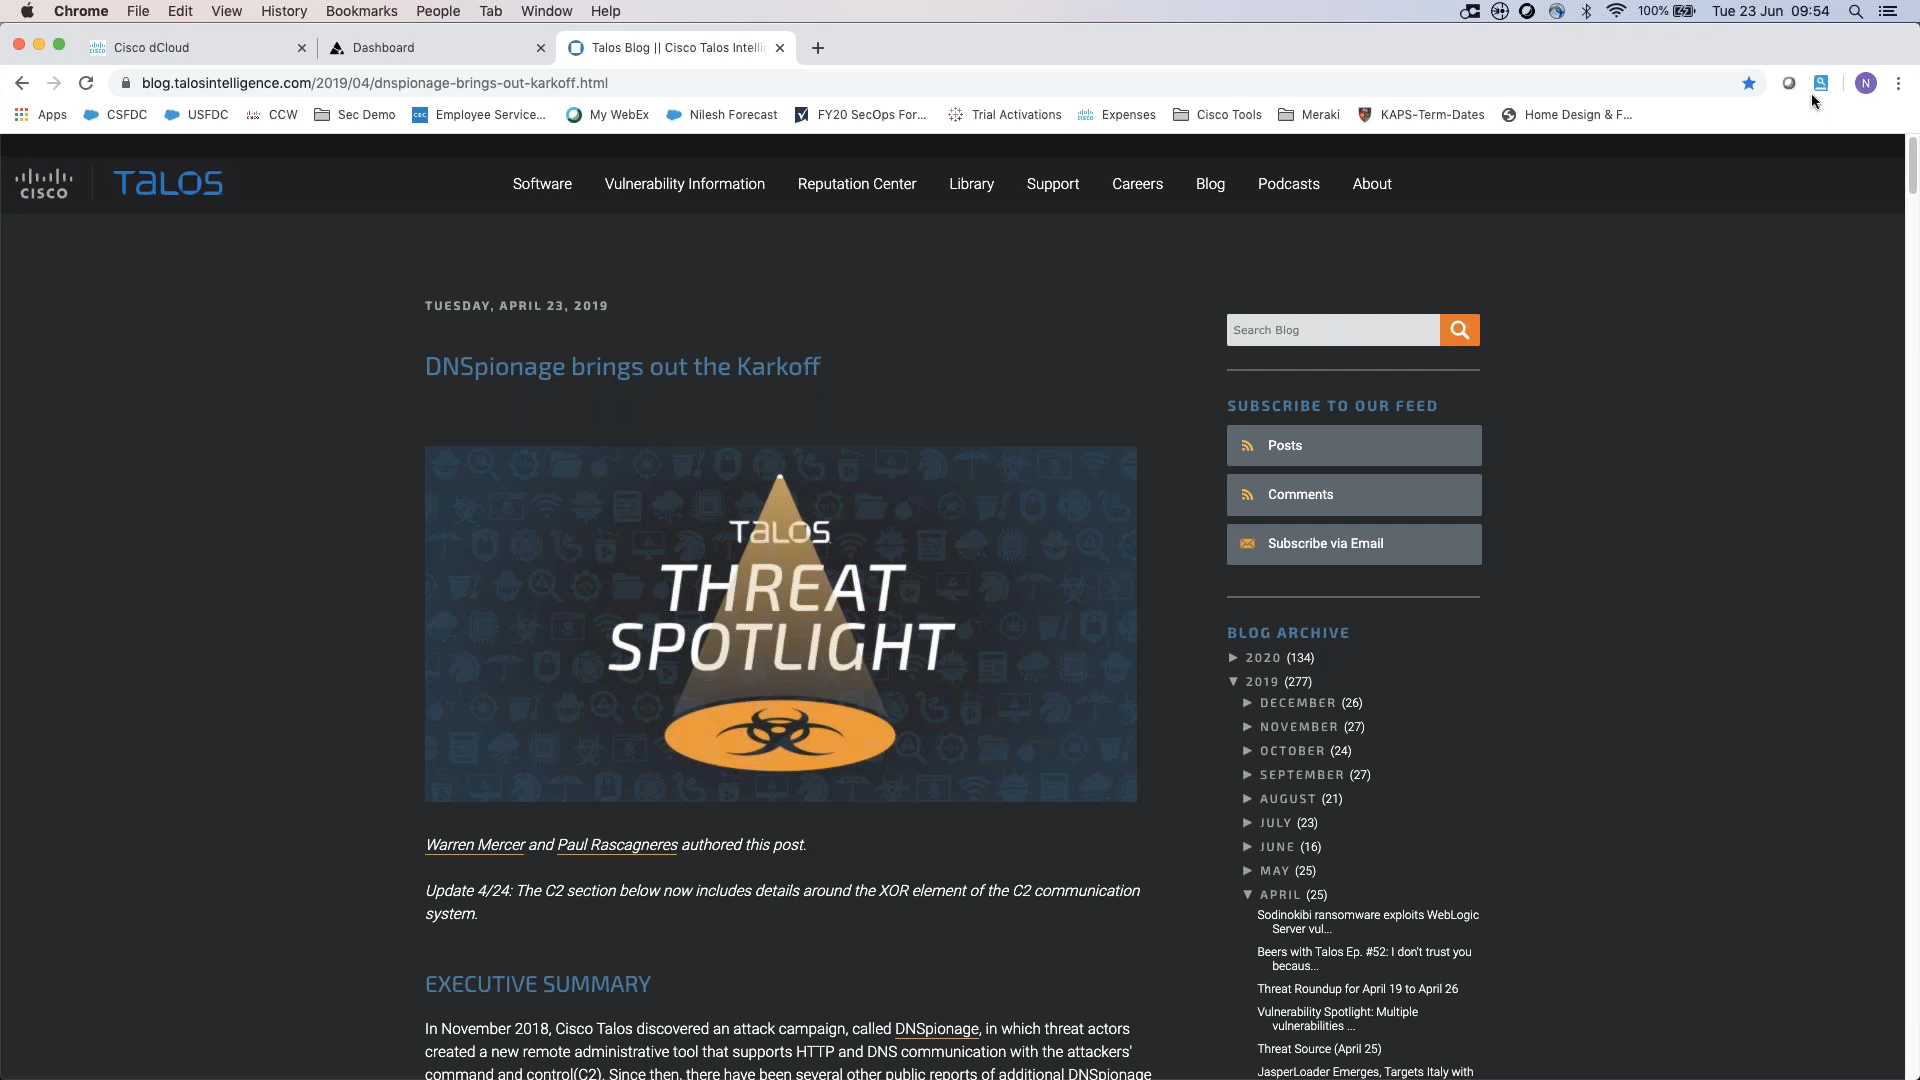 Chrome File Edit View History Bookmarks People Tab Window Help 100% Tue 23 Jun 09:54
Cisco dCloud Dashboard Talos Blog || Cisco Talos Intelli
blog.talosintelligence.com/2019/04/dnspionage-brings-out-karkoff.html N
Apps CSFDC USFDC CCW Sec Demo CEC Employee Service... My WebEx Nilesh Forecast FY20 SecOps For... Trial Activations Expenses Cisco Tools Meraki KAPS-Term-Dates Home Design & F...
CISCO TALOS Software Vulnerability Information Reputation Center Library Support Careers Blog Podcasts About
TUESDAY, APRIL 23, 2019
DNSpionage brings out the Karkoff
TALOS
THREAT
SPOTLIGHT
Warren Mercer and Paul Rascagneres authored this post.
Update 4/24: The C2 section below now includes details around the XOR element of the C2 communication
system.
EXECUTIVE SUMMARY
In November 2018, Cisco Talos discovered an attack campaign, called DNSpionage, in which threat actors
created a new remote administrative tool that supports HTTP and DNS communication with the attackers'
command and control(C2). Since then, there have been several other public reports of additional DNSpionage
Search Blog
SUBSCRIBE TO OUR FEED
Posts
Comments
Subscribe via Email
BLOG ARCHIVE
► 2020 (134)
▼ 2019 (277)
► DECEMBER (26)
► NOVEMBER (27)
► OCTOBER (24)
► SEPTEMBER (27)
► AUGUST (21)
► JULY (23)
► JUNE (16)
► MAY (25)
▼ APRIL (25)
Sodinokibi ransomware exploits WebLogic
Server vul...
Beers with Talos Ep. #52: I don't trust you
becaus...
Threat Roundup for April 19 to April 26
Vulnerability Spotlight: Multiple
vulnerabilities ...
Threat Source (April 25)
JasperLoader Emerges, Targets Italy with